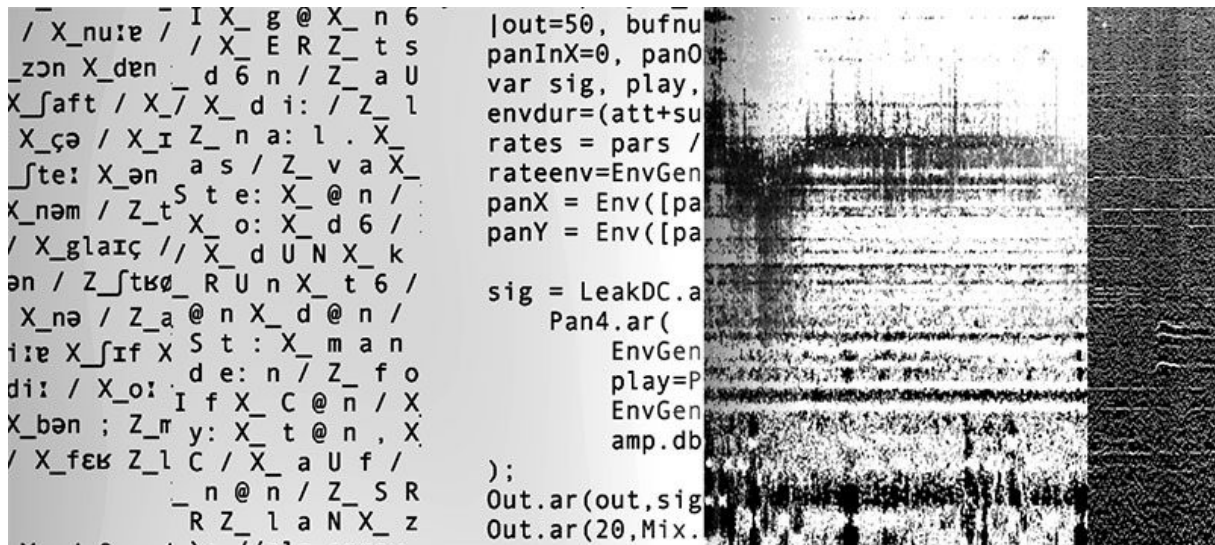 / X_nuːɐ /
_zɔn X_dɐn
X_ʃaft / X_/
X_çə / X_ɪ
_ʃteː X_ən
X_nəm / Z_t
/ X_glaɪç /
ən / Z_ʃtʁø
X_nə / Z_a
iːɐ X_ʃɪf X
diː / X_oː
X_bən ; Z_m
/ X_fɛʁ Z_l
I X_ g @ X_ n 6
/ X_ E R Z_ t s
_ d 6 n / Z_ a U
/ X_ d i: / Z_ l
Z_ n a: l . X_
a s / Z_ v a X_
S t e: X_ @ n /
X_ o: X_ d 6 /
/ X_ d U N X_ k
_ R U n X_ t 6 /
@ n X_ d @ n /
S t : X_ m a n
d e: n / Z_ f o
I f X_ C @ n / X
y: X_ t @ n , X
C / X_ a U f /
_ n @ n / Z_ S R
R Z_ l a N X_ z
|out=50, bufnu
panInX=0, panO
var sig, play,
envdur=(att+su
rates = pars /
rateenv=EnvGen
panX = Env([pa
panY = Env([pa
sig = LeakDC.a
Pan4.ar(
EnvGen
play=P
EnvGen
amp.db
);
Out.ar(out,sig
Out.ar(20,Mix.